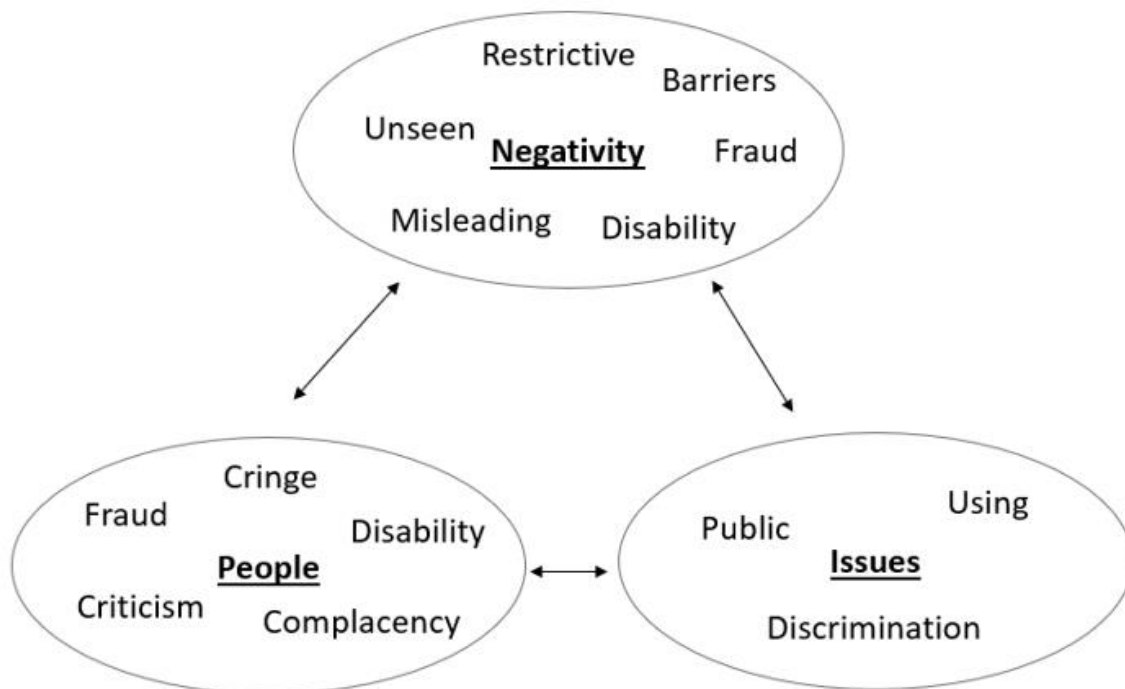 Restrictive
Barriers
Unseen
Negativity
Fraud
Misleading
Disability
Cringe
Fraud
Disability
People
Criticism
Complacency
Using
Public
Issues
Discrimination